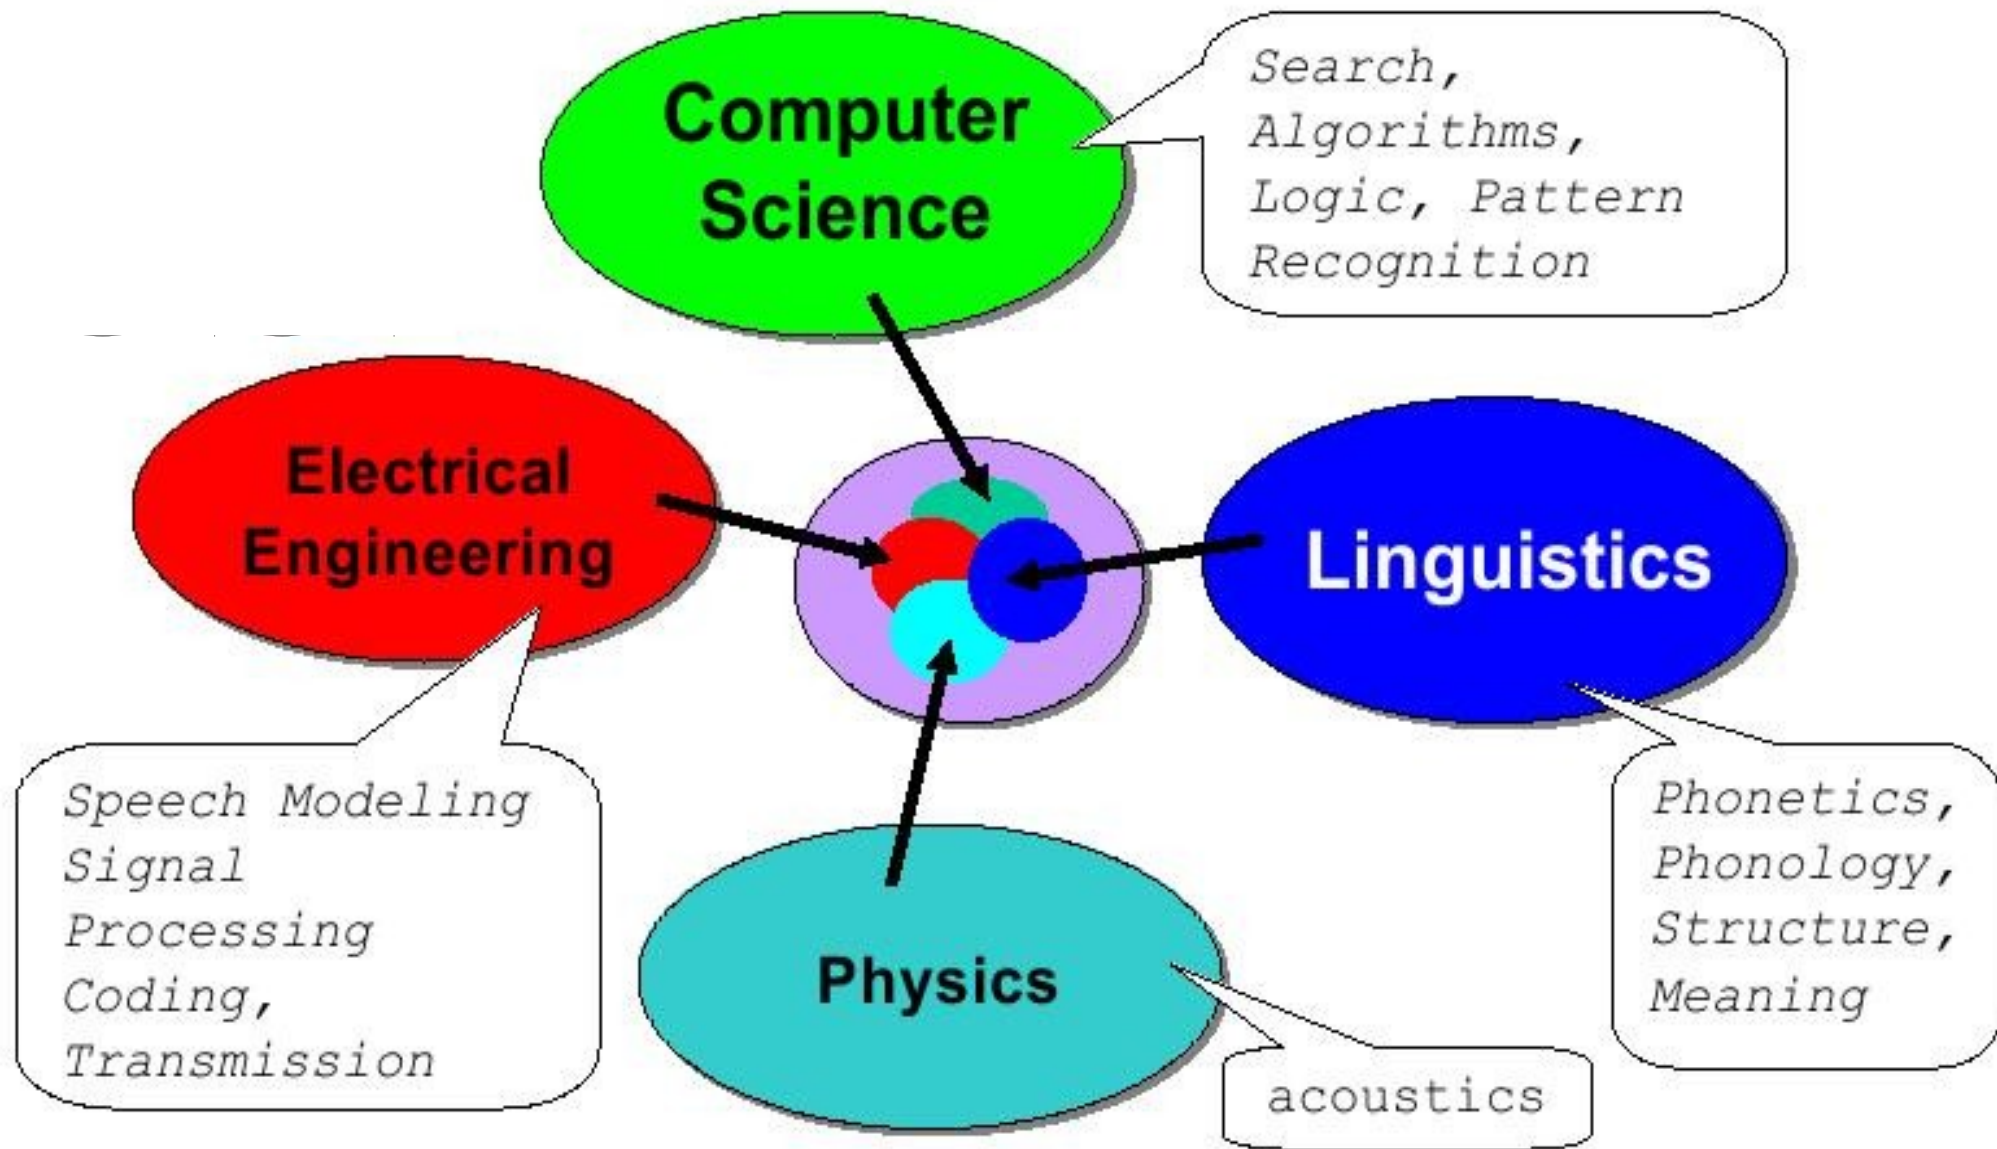 Computer
Science
Search,
Algorithms,
Logic, Pattern
Recognition
Electrical
Engineering
Linguistics
Speech Modeling
Signal
Processing
Coding,
Transmission
Phonetics,
Phonology,
Structure,
Meaning
Physics
acoustics